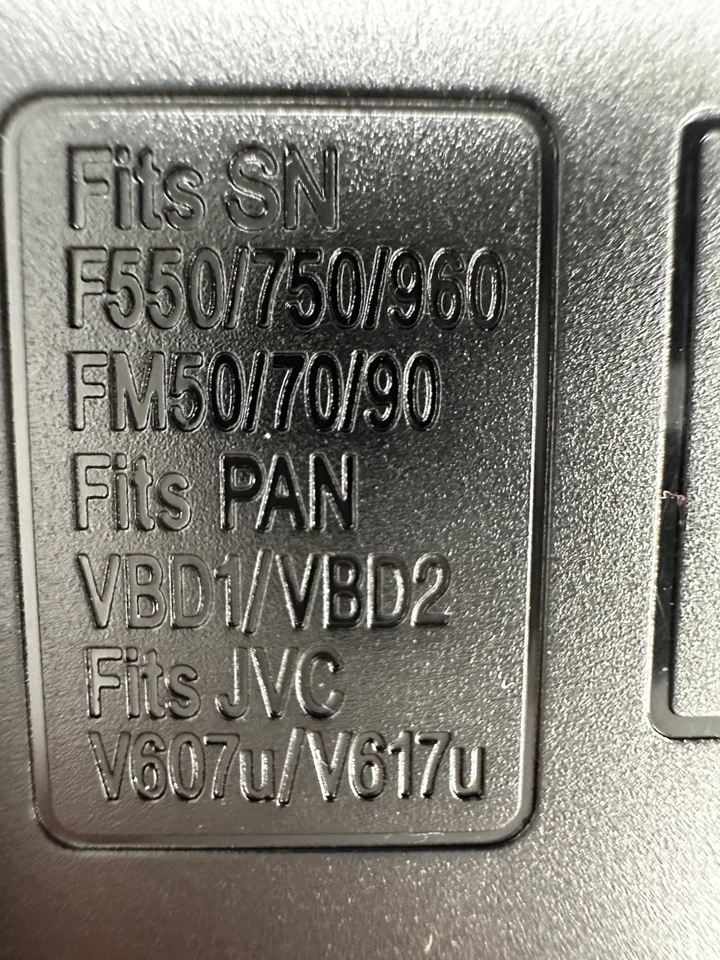 Fits SN
F550/750/960
FM50/70/90
Fits PAN
VBD1/VBD2
Fits JVC
V607u/V617u